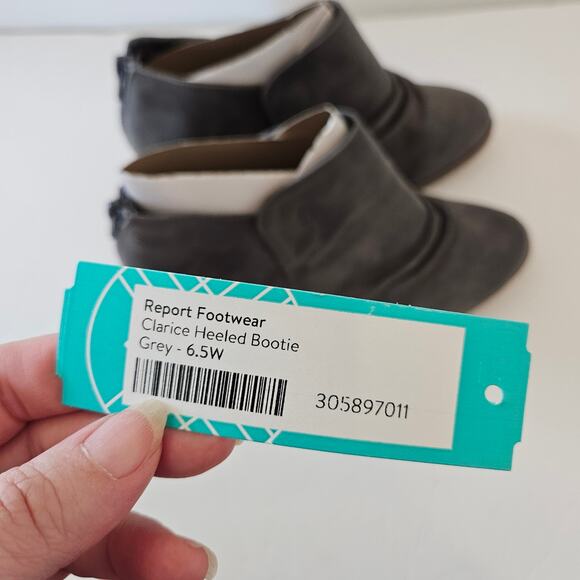 Report Footwear
Clarice Heeled Bootie
Grey - 6.5W
305897011